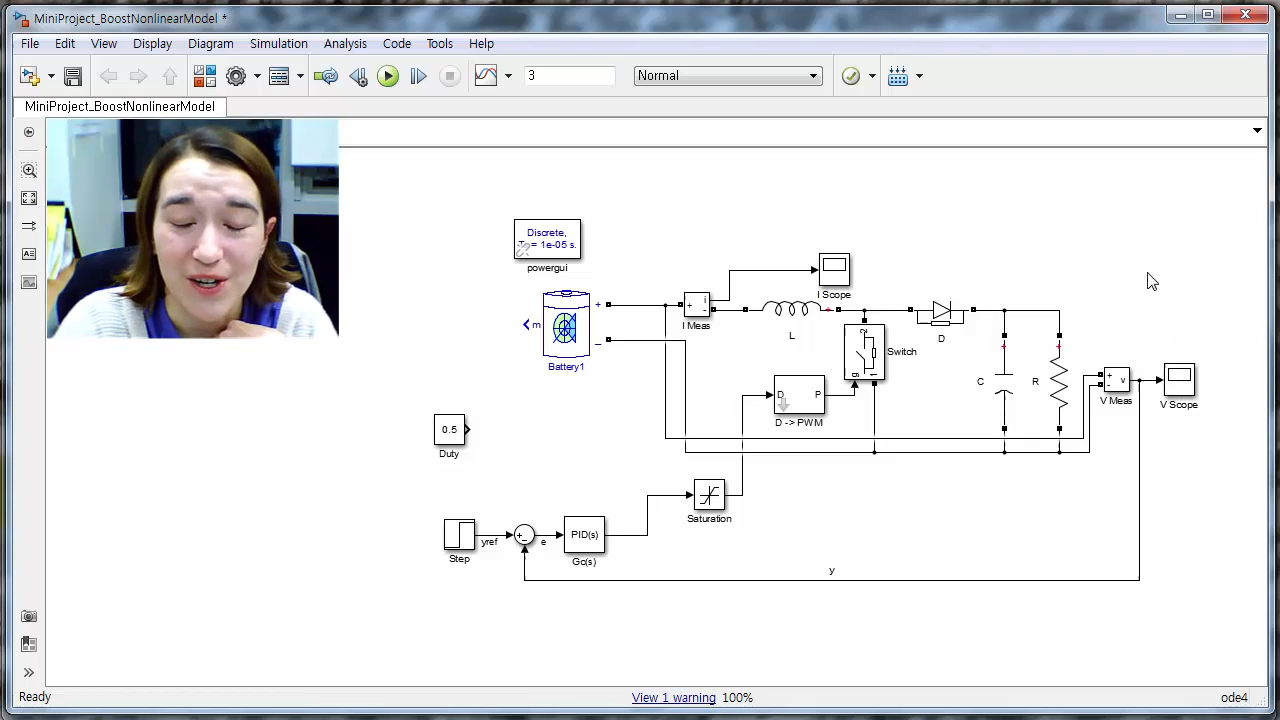 MiniProject_BoostNonlinearModel *
File Edit View Display Diagram Simulation Analysis Code Tools Help
3
Normal
MiniProject_BoostNonlinearModel
Discrete,
= 1e-05 s.
powergui
i
+
-
I Meas
I Scope
m
+
_
Battery1
L
2
g
1
Switch
D
D
P
D -> PWM
C
R
+
-
v
V Meas
V Scope
0.5
Duty
Saturation
Step
yref
+
-
e
PID(s)
Gc(s)
y
Ready
View 1 warning 100%
ode4